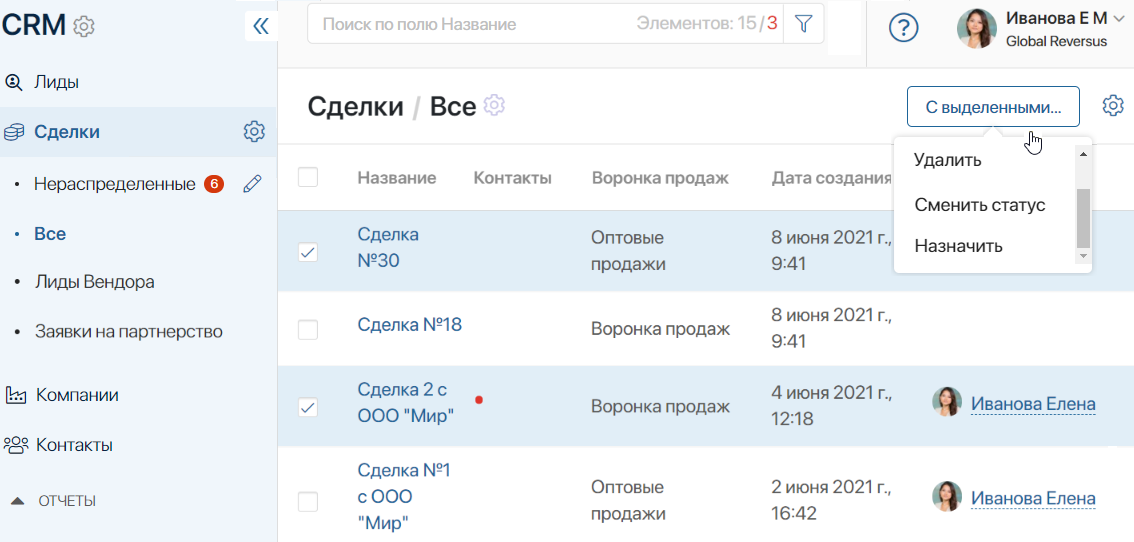 CRM
Поиск по полю Название
Элементов: 15/3
?
Иванова Е М
Global Reversus
Лиды
Сделки
Нераспределенные 6
Все
Лиды Вендора
Заявки на партнерство
Компании
Контакты
ОТЧЕТЫ
Сделки / Все
С выделенными...
Удалить
Сменить статус
Назначить
Название Контакты Воронка продаж Дата создания
Сделка
№30
Оптовые
продажи
8 июня 2021 г.,
9:41
Сделка №18
Воронка продаж
8 июня 2021 г.,
9:41
Сделка 2 с
ООО "Мир"
Воронка продаж
4 июня 2021 г.,
12:18
Иванова Елена
Сделка №1
с ООО
"Мир"
Оптовые
продажи
2 июня 2021 г.,
16:42
Иванова Елена